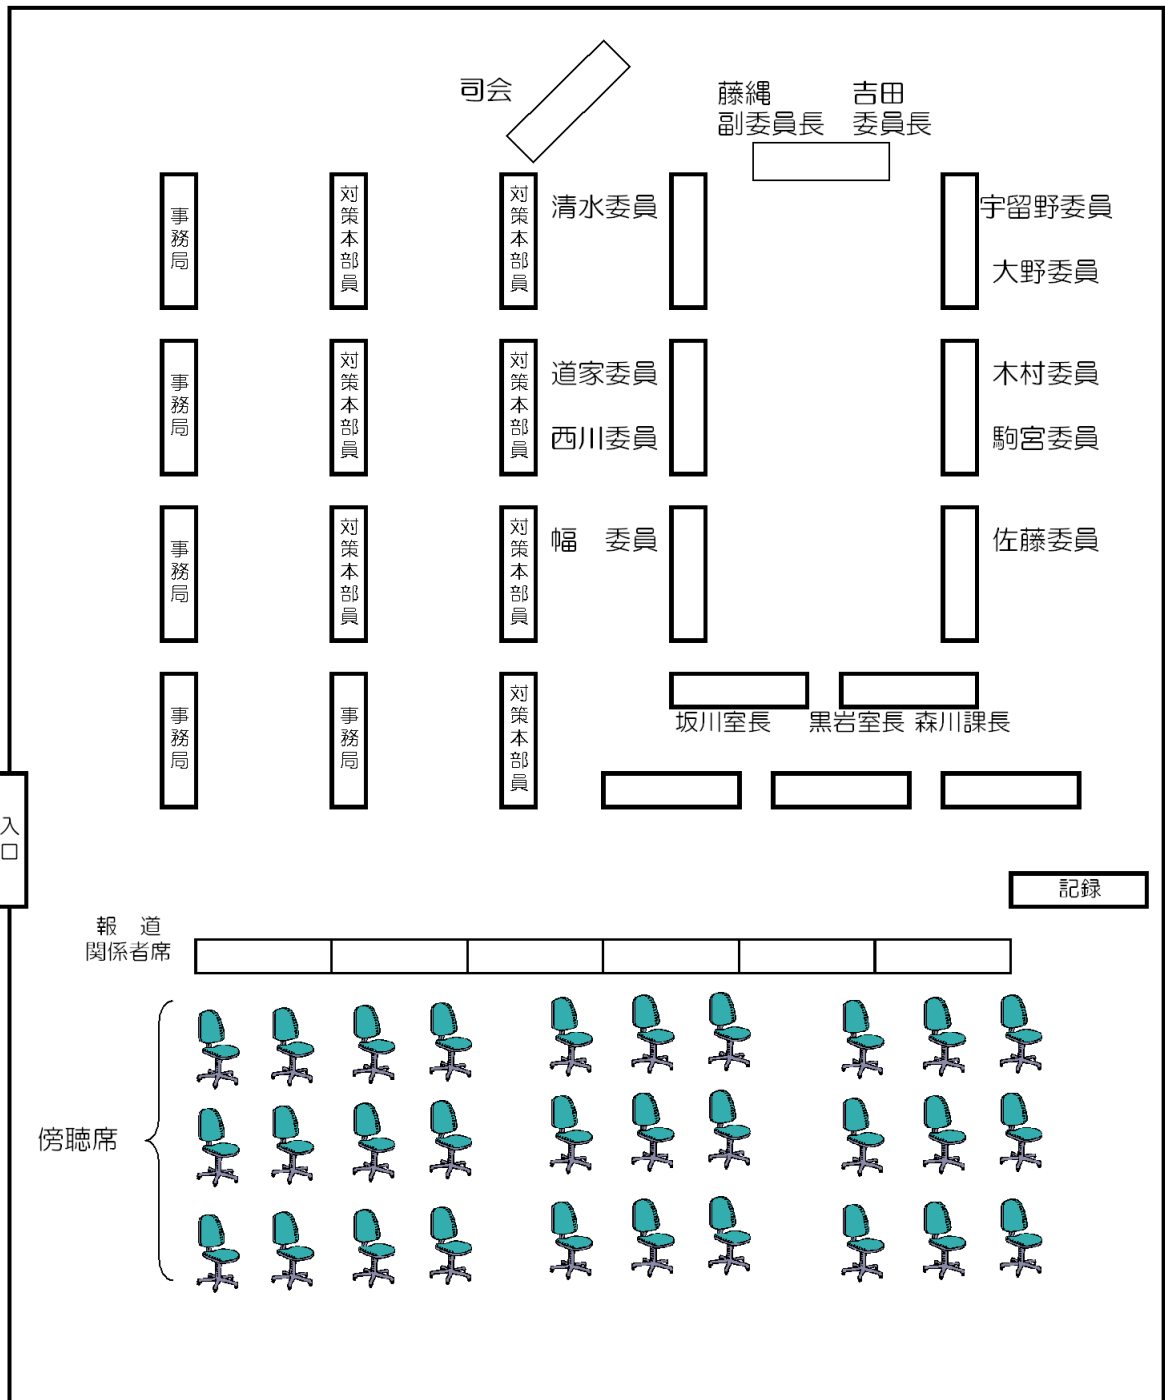 司会
藤縄
副委員長
吉田
委員長
事務局
対策本部員
対策本部員
清水委員
宇留野委員
大野委員
事務局
対策本部員
対策本部員
道家委員
西川委員
木村委員
駒宮委員
事務局
対策本部員
対策本部員
幅　委員
佐藤委員
事務局
事務局
対策本部員
坂川室長
黒岩室長
森川課長
入口
記録
報　道
関係者席
傍聴席